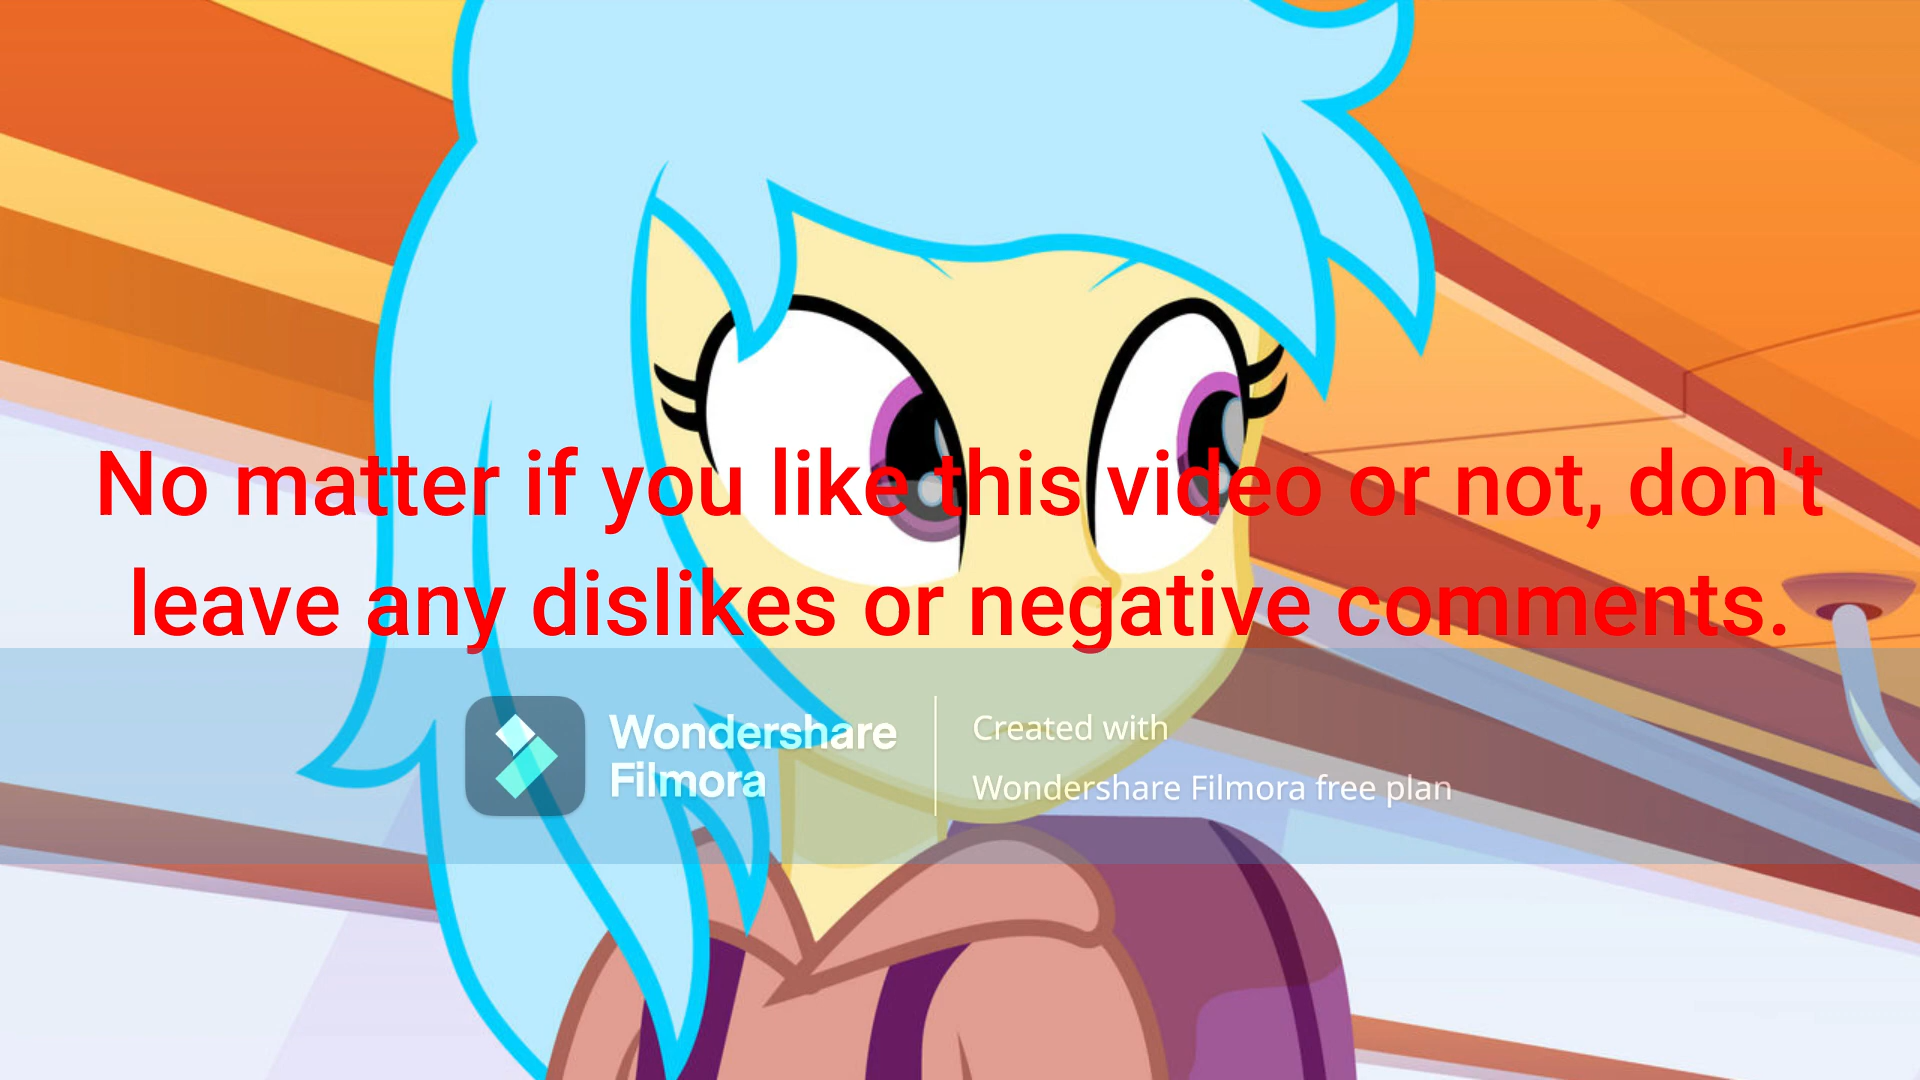 No matter if you like this video or not, don't
leave any dislikes or negative comments.
Wondershare
Filmora
Created with
Wondershare Filmora free plan